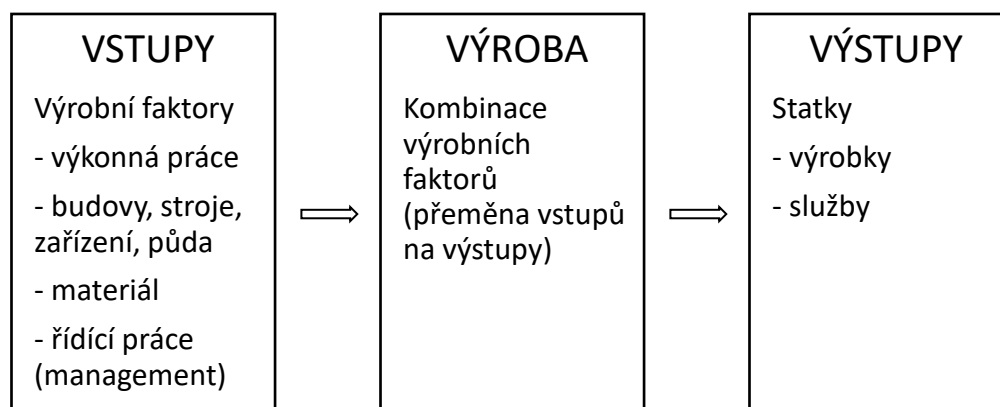 VSTUPY
Výrobní faktory
- výkonná práce
- budovy, stroje,
zařízení, půda
- materiál
- řídící práce
(management)
VÝROBA
Kombinace
výrobních
faktorů
(přeměna vstupů
na výstupy)
VÝSTUPY
Statky
- výrobky
- služby